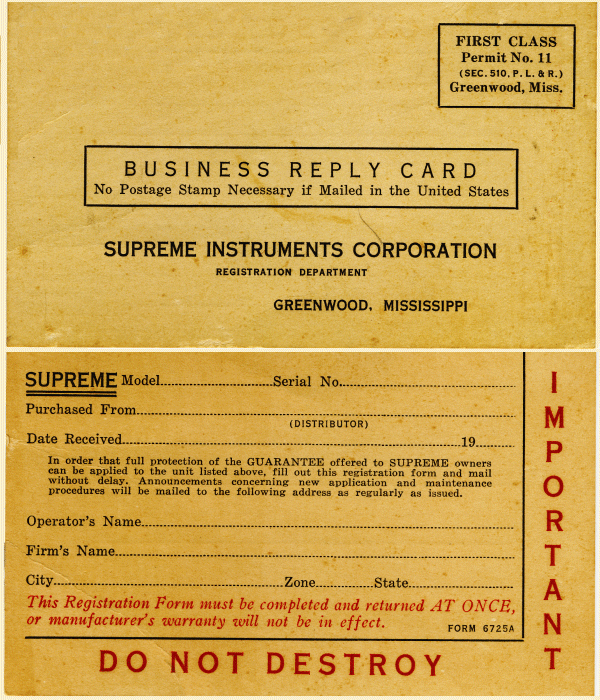 FIRST CLASS
Permit No. 11
(SEC. 510, P. L. & R.)
Greenwood, Miss.
BUSINESS REPLY CARD
No Postage Stamp Necessary if Mailed in the United States
SUPREME INSTRUMENTS CORPORATION
REGISTRATION DEPARTMENT
GREENWOOD, MISSISSIPPI
SUPREME Model Serial No.
Purchased From
(DISTRIBUTOR)
Date Received 19
In order that full protection of the GUARANTEE offered to SUPREME owners
can be applied to the unit listed above, fill out this registration form and mail
without delay. Announcements concerning new application and maintenance
procedures will be mailed to the following address as regularly as issued.
Operator's Name
Firm's Name
City Zone State
This Registration Form must be completed and returned AT ONCE,
or manufacturer's warranty will not be in effect.
FORM 6725A
DO NOT DESTROY
IMPORTANT